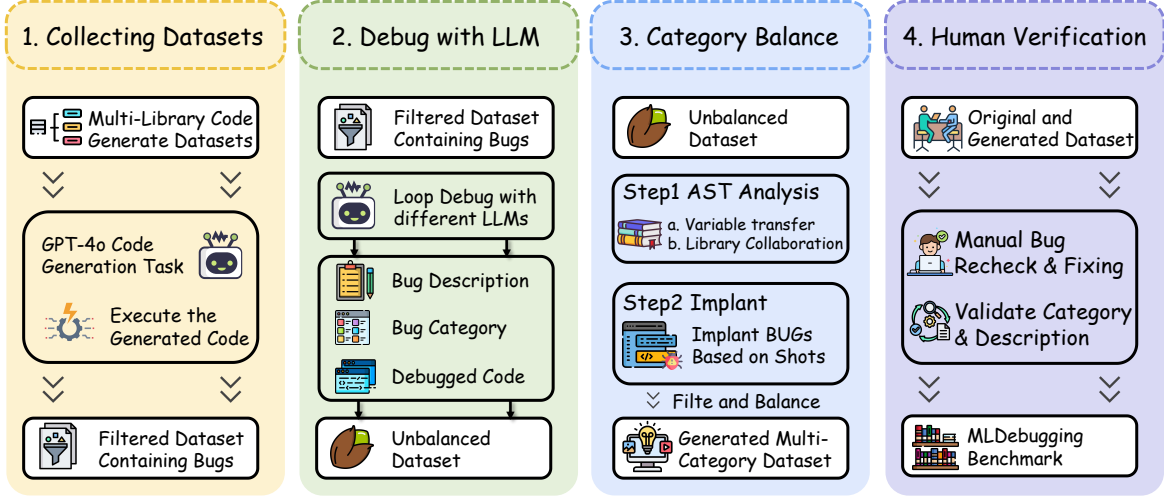 1. Collecting Datasets
Multi-Library Code
Generate Datasets
GPT-4o Code
Generation Task
Execute the
Generated Code
Filtered Dataset
Containing Bugs
2. Debug with LLM
Filtered Dataset
Containing Bugs
Loop Debug with
different LLMs
Bug Description
Bug Category
Debugged Code
Unbalanced
Dataset
3. Category Balance
Unbalanced
Dataset
Step1 AST Analysis
a. Variable transfer
b. Library Collaboration
Step2 Implant
Implant BUGs
Based on Shots
Filte and Balance
Generated Multi-
Category Dataset
4. Human Verification
Original and
Generated Dataset
Manual Bug
Recheck & Fixing
Validate Category
& Description
MLDebugging
Benchmark